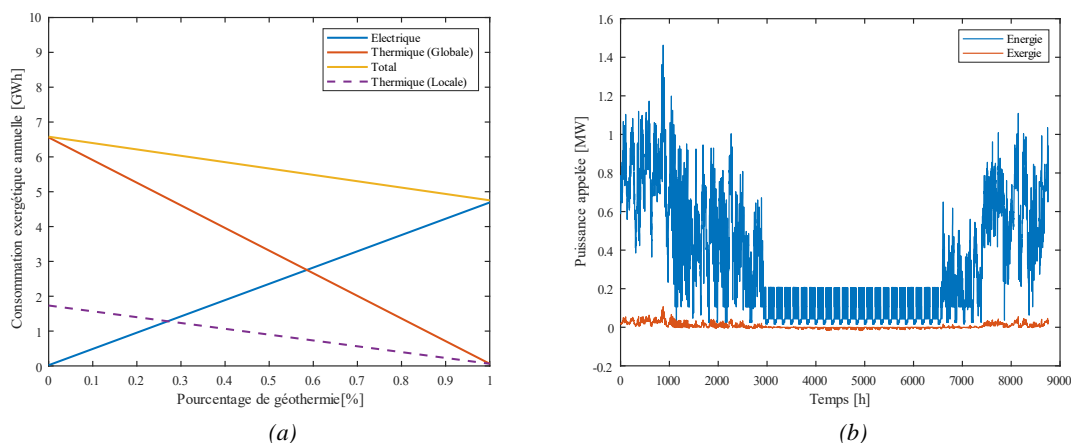 10
9
8
7
6
5
4
3
2
1
0
Consommation exergétique annuelle [GWh]
Electrique
Thermique (Globale)
Total
Thermique (Locale)
0 0.1 0.2 0.3 0.4 0.5 0.6 0.7 0.8 0.9 1
Pourcentage de géothermie[%]
(a)
1.6
1.4
1.2
1
0.8
0.6
0.4
0.2
0
-0.2
Puissance appelée [MW]
Energie
Exergie
0 1000 2000 3000 4000 5000 6000 7000 8000 9000
Temps [h]
(b)